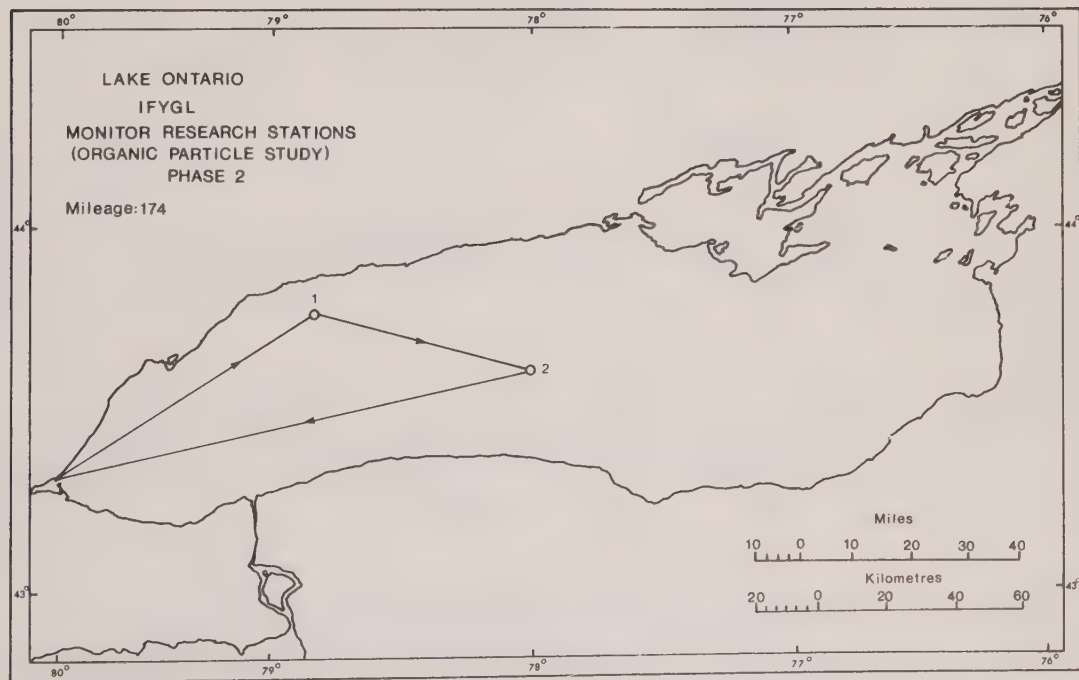 80° 79° 78° 77° 76°
LAKE ONTARIO
IFYGL
MONITOR RESEARCH STATIONS
(ORGANIC PARTICLE STUDY)
PHASE 2
Mileage:174
44° 44°
1
2
Miles
10 0 10 20 30 40
Kilometres
20 0 20 40 60
43° 43°
80° 79° 78° 77° 76°